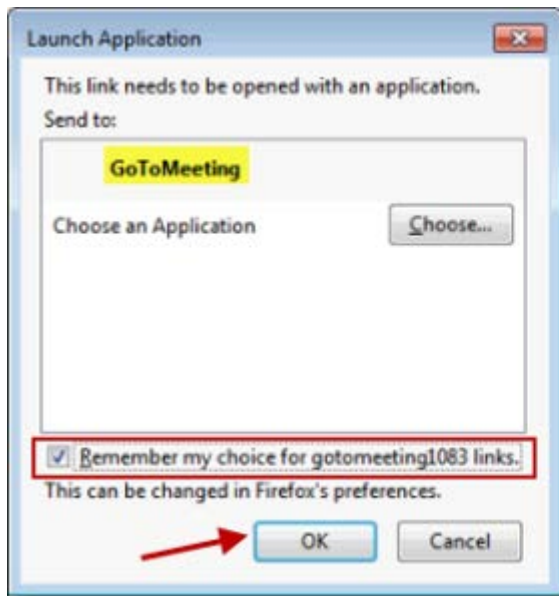 Launch Application
This link needs to be opened with an application.
Send to:
GoToMeeting
Choose an Application
Choose...
Remember my choice for gotomeeting1083 links.
This can be changed in Firefox's preferences.
OK
Cancel